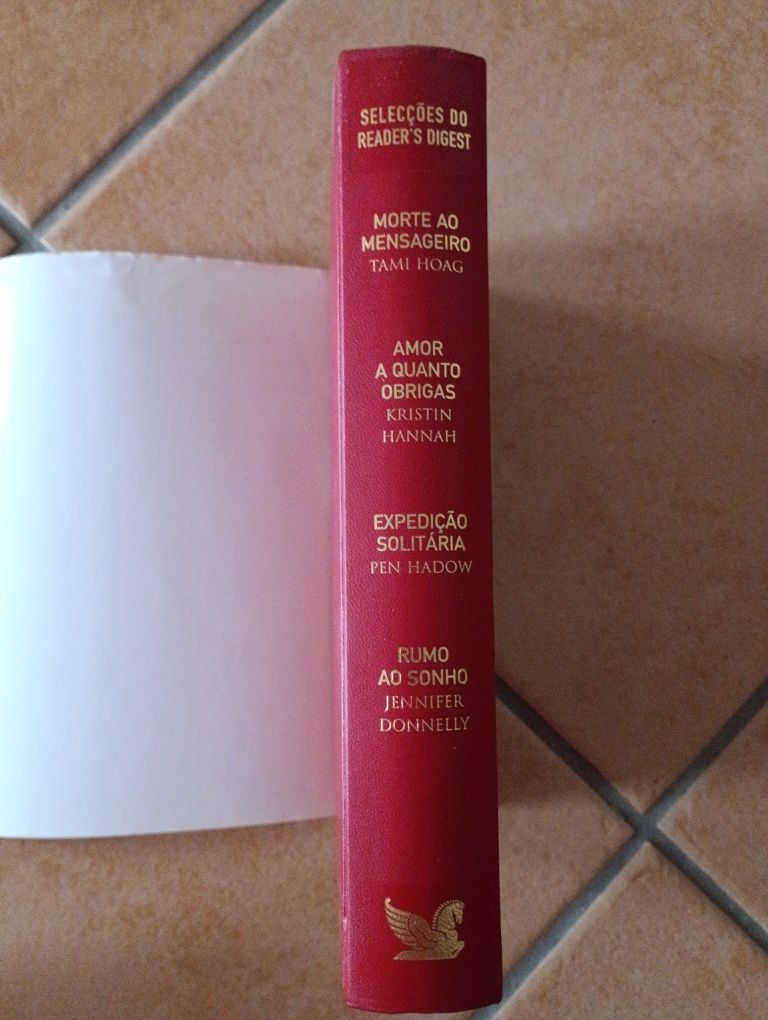 SELECÇÕES DO
READER'S DIGEST
MORTE AO
MENSAGEIRO
TAMI HOAG
AMOR
A QUANTO
OBRIGAS
KRISTIN
HANNAH
EXPEDIÇÃO
SOLITÁRIA
PEN HADOW
RUMO
AO SONHO
JENNIFER
DONNELLY